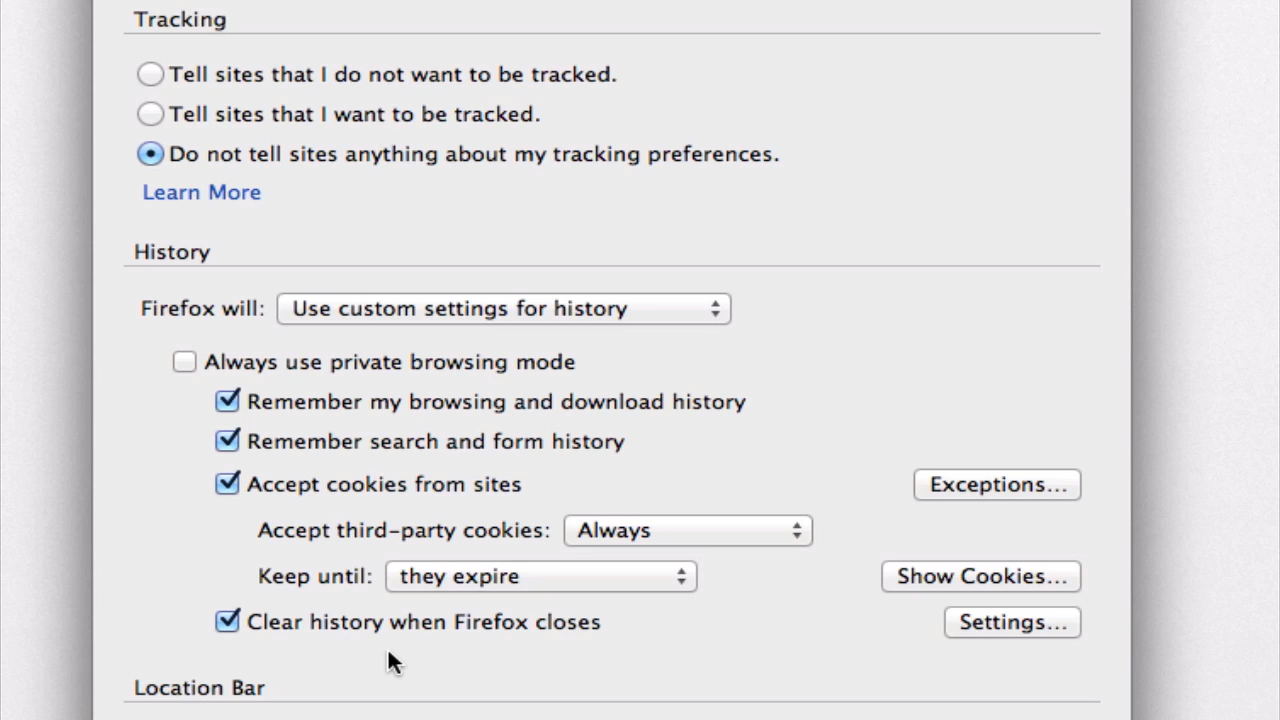 Tracking
Tell sites that I do not want to be tracked.
Tell sites that I want to be tracked.
Do not tell sites anything about my tracking preferences.
Learn More
History
Firefox will: Use custom settings for history
Always use private browsing mode
Remember my browsing and download history
Remember search and form history
Accept cookies from sites Exceptions...
Accept third-party cookies: Always
Keep until: they expire Show Cookies...
Clear history when Firefox closes Settings...
Location Bar